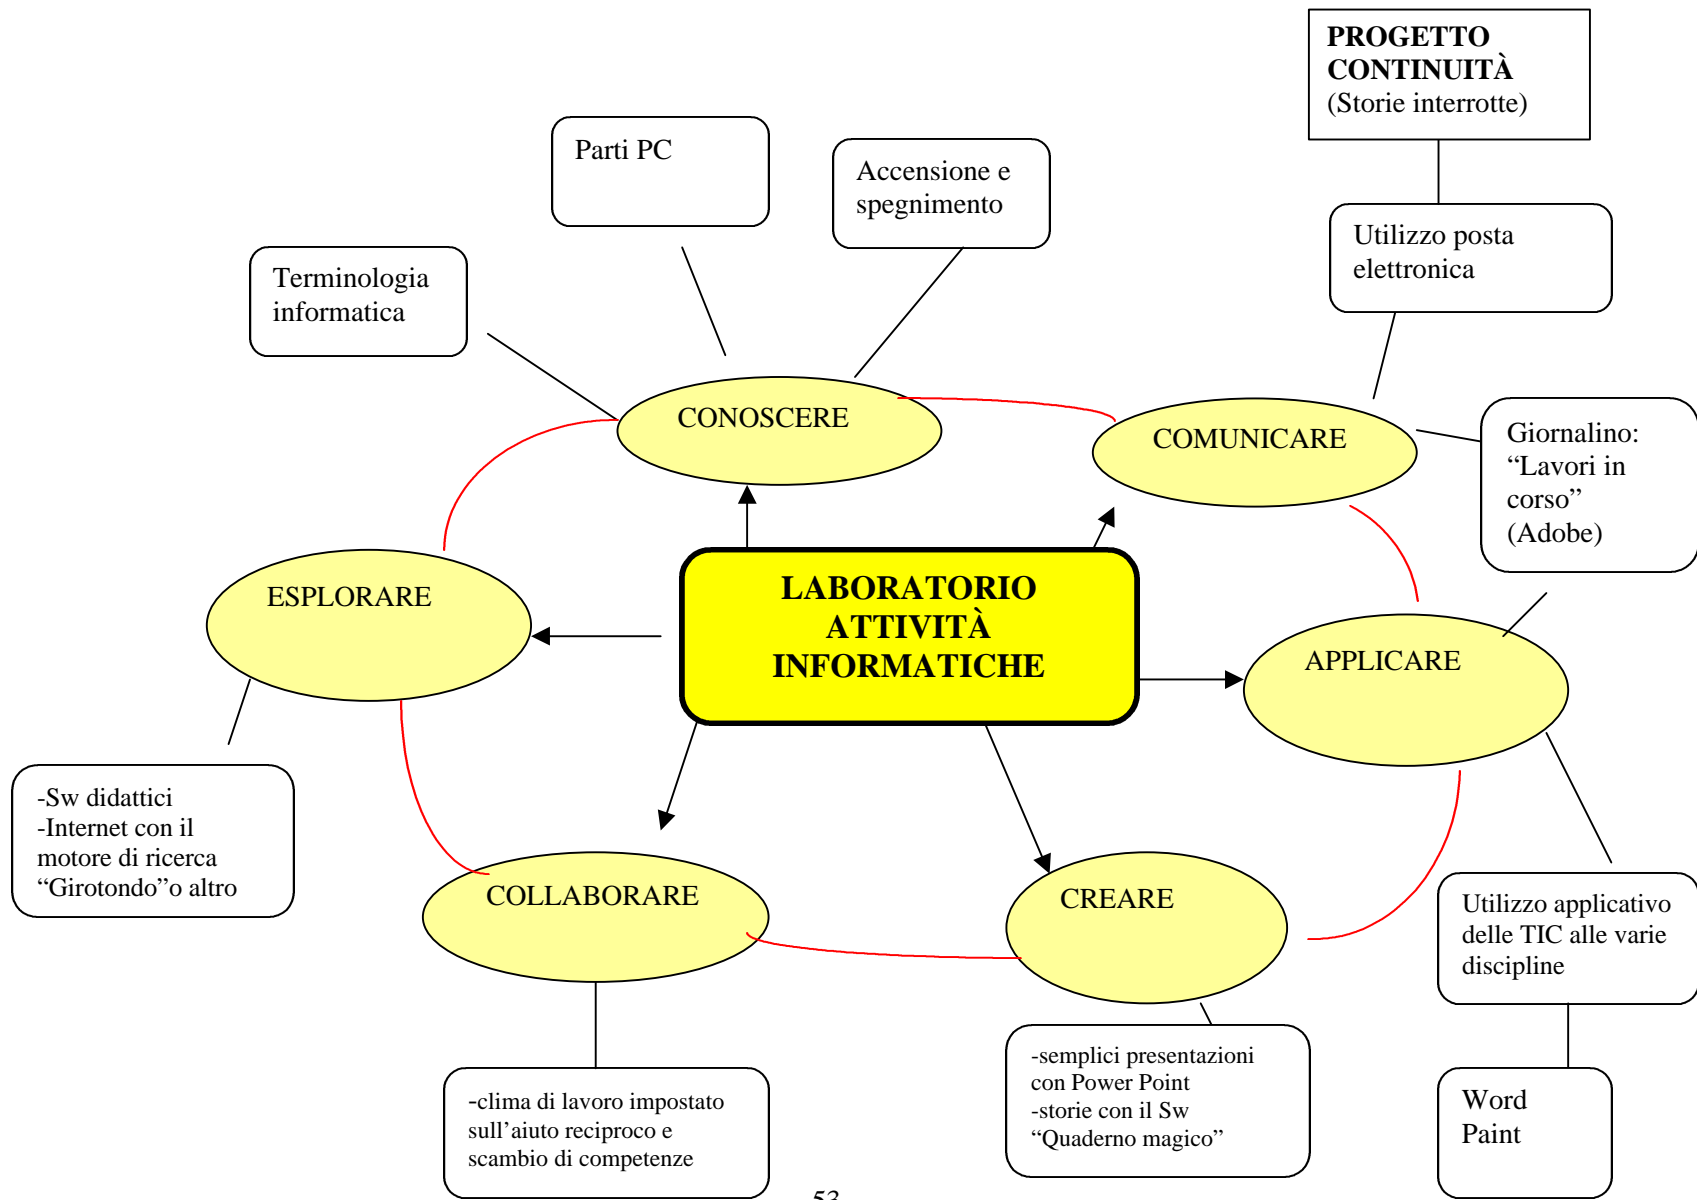 PROGETTO
CONTINUITÀ
(Storie interrotte)
Parti PC
Accensione e
spegnimento
Utilizzo posta
elettronica
Terminologia
informatica
CONOSCERE
COMUNICARE
Giornalino:
“Lavori in
corso”
(Adobe)
ESPLORARE
LABORATORIO
ATTIVITÀ
INFORMATICHE
APPLICARE
-Sw didattici
-Internet con il
motore di ricerca
“Girotondo”o altro
COLLABORARE
CREARE
Utilizzo applicativo
delle TIC alle varie
discipline
-clima di lavoro impostato
sull’aiuto reciproco e
scambio di competenze
-semplici presentazioni
con Power Point
-storie con il Sw
“Quaderno magico”
Word
Paint
53